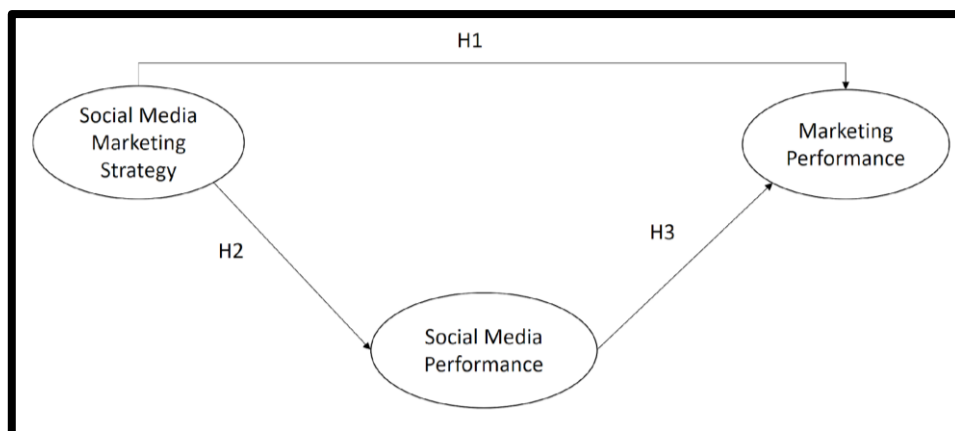 H1
Social Media
Marketing
Strategy
Marketing
Performance
H2
H3
Social Media
Performance